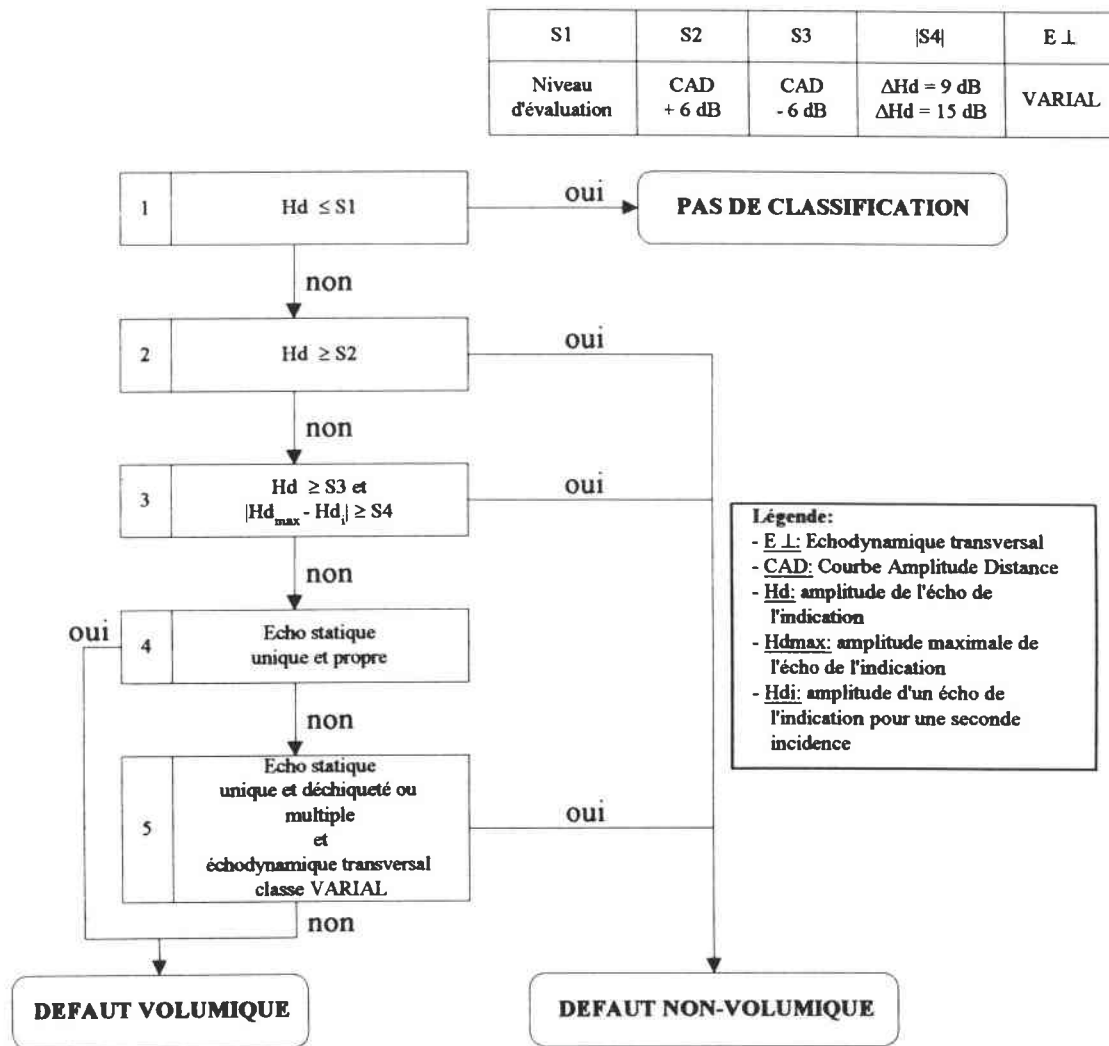 S1 S2 S3 |S4| E ⊥
Niveau d'évaluation CAD + 6 dB CAD - 6 dB ΔHd = 9 dB ΔHd = 15 dB VARIAL
1 Hd ≤ S1
oui
PAS DE CLASSIFICATION
non
2 Hd ≥ S2
oui
non
3 Hd ≥ S3 et
|Hdmax - Hdi| ≥ S4
oui
non
oui
4 Echo statique
unique et propre
non
5 Echo statique
unique et déchiqueté ou
multiple
et
échodynamique transversal
classe VARIAL
oui
non
Légende:
- E ⊥: Echodynamique transversal
- CAD: Courbe Amplitude Distance
- Hd: amplitude de l'écho de
l'indication
- Hdmax: amplitude maximale de
l'écho de l'indication
- Hdi: amplitude d'un écho de
l'indication pour une seconde
incidence
DEFAUT VOLUMIQUE
DEFAUT NON-VOLUMIQUE